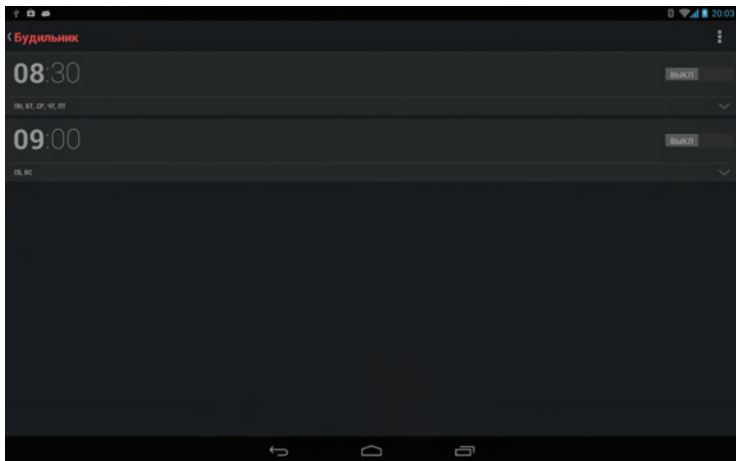 20:03
Будильник
08:30
ВЫКЛ
ПН, ВТ, СР, ЧТ, ПТ
09:00
ВЫКЛ
СБ, ВС